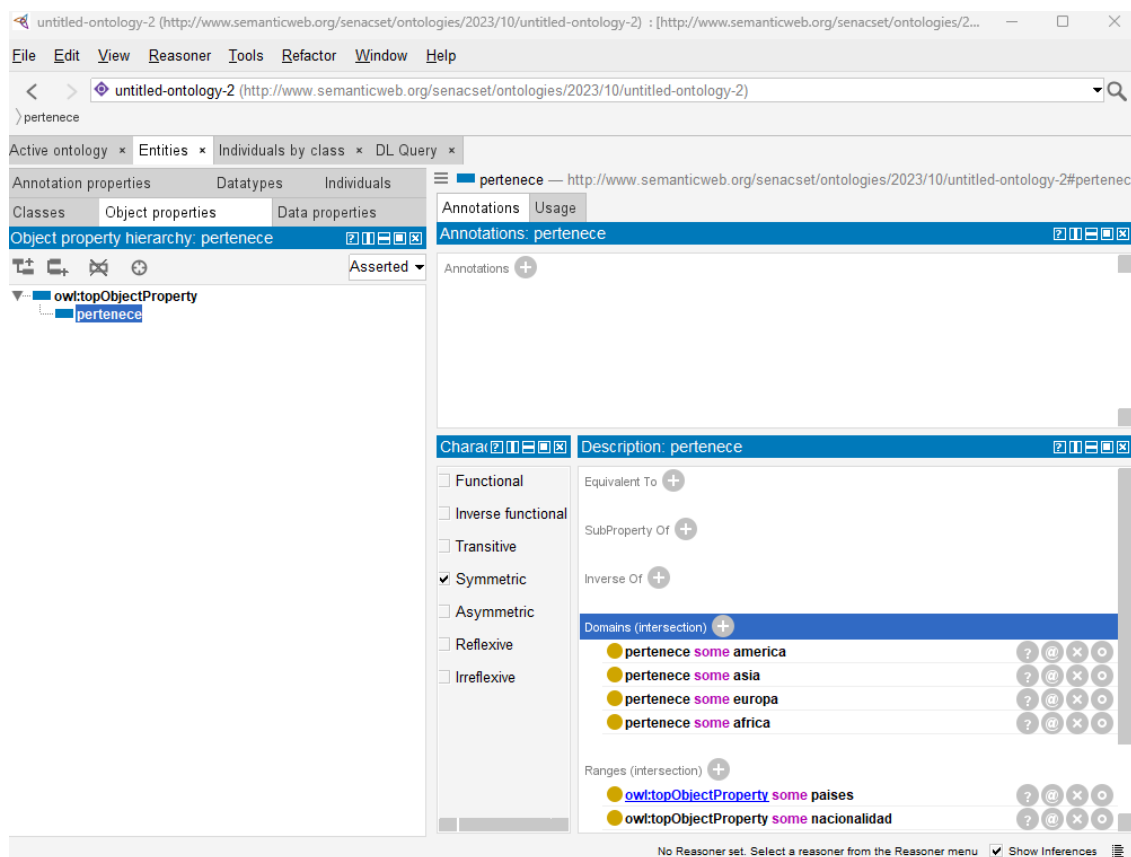 untitled-ontology-2 (http://www.semanticweb.org/senacset/ontologies/2023/10/untitled-ontology-2) : [http://www.semanticweb.org/senacset/ontologies/2...
File Edit View Reasoner Tools Refactor Window Help
< > untitled-ontology-2 (http://www.semanticweb.org/senacset/ontologies/2023/10/untitled-ontology-2)
pertenece
Active ontology × Entities × Individuals by class × DL Query ×
Annotation properties Datatypes Individuals
Classes Object properties Data properties
Object property hierarchy: pertenece
Asserted
owl:topObjectProperty
pertenece
pertenece — http://www.semanticweb.org/senacset/ontologies/2023/10/untitled-ontology-2#pertenec
Annotations Usage
Annotations: pertenece
Annotations
Charac
Functional
Inverse functional
Transitive
Symmetric
Asymmetric
Reflexive
Irreflexive
Description: pertenece
Equivalent To
SubProperty Of
Inverse Of
Domains (intersection)
pertenece some america
pertenece some asia
pertenece some europa
pertenece some africa
Ranges (intersection)
owl:topObjectProperty some paises
owl:topObjectProperty some nacionalidad
No Reasoner set. Select a reasoner from the Reasoner menu Show Inferences